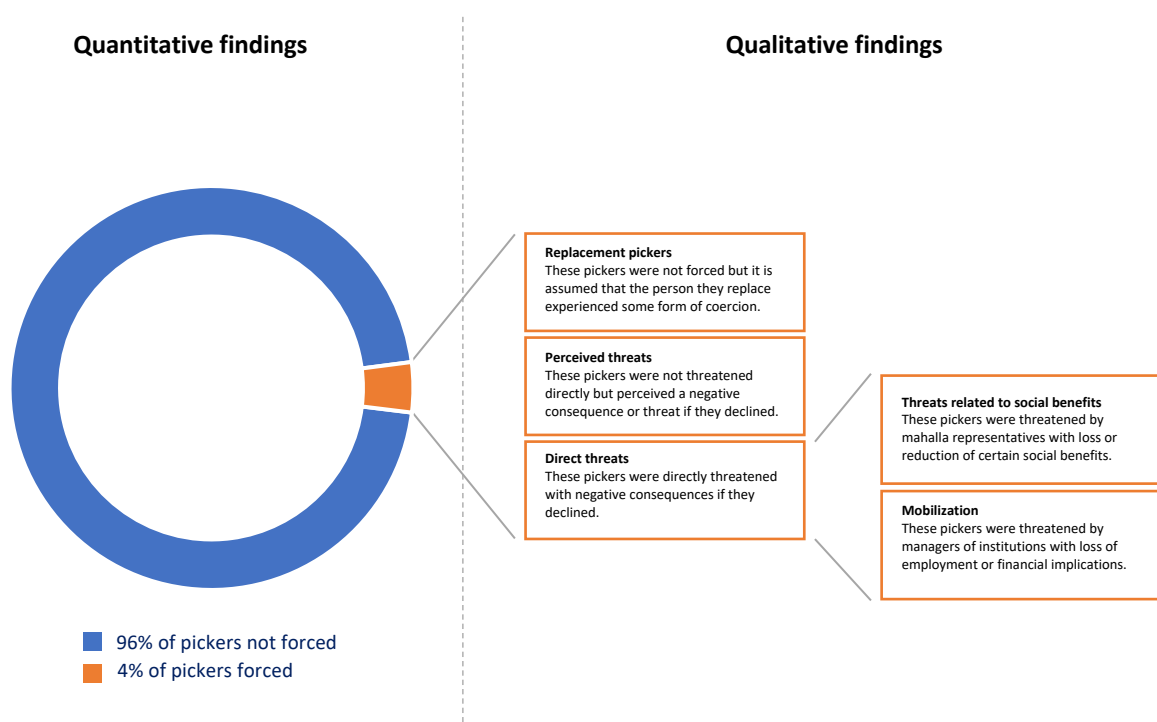 Quantitative findings
Qualitative findings
Replacement pickers
These pickers were not forced but it is
assumed that the person they replace
experienced some form of coercion.
Perceived threats
These pickers were not threatened
directly but perceived a negative
consequence or threat if they declined.
Direct threats
These pickers were directly threatened
with negative consequences if they
declined.
Threats related to social benefits
These pickers were threatened by
mahalla representatives with loss or
reduction of certain social benefits.
Mobilization
These pickers were threatened by
managers of institutions with loss of
employment or financial implications.
96% of pickers not forced
4% of pickers forced